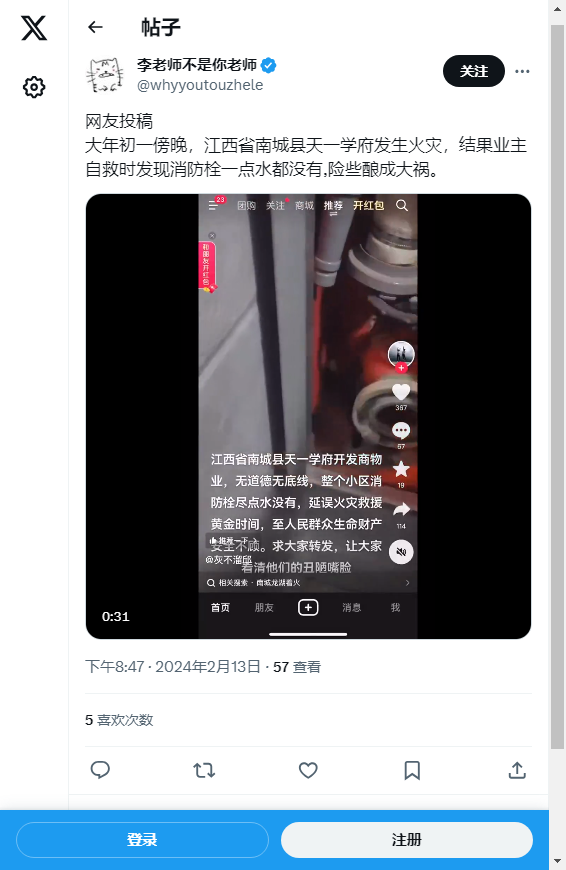 帖子
李老师不是你老师
@whyyoutouzhele
关注
网友投稿
大年初一傍晚，江西省南城县天一学府发生火灾，结果业主
自救时发现消防栓一点水都没有,险些酿成大祸。
23
团购 关注 商城 推荐 开红包
和朋友开红包
367
67
19
114
江西省南城县天一学府开发商物
业，无道德无底线，整个小区消
防栓尽点水没有，延误火灾救援
黄金时间，至人民群众生命财产
安全不顾。求大家转发，让大家
看清他们的丑陋嘴脸
推荐一下
@灰不溜邱
相关搜索 · 南城龙湖着火
首页 朋友 消息 我
0:31
下午8:47 · 2024年2月13日 · 57 查看
5 喜欢次数
登录
注册